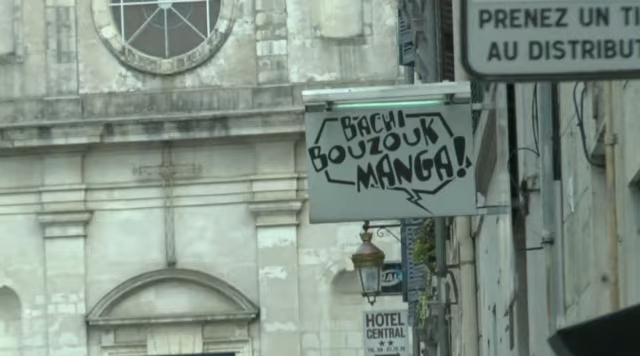 PRENEZ UN TI
AU DISTRIBUT
BACHI
BOUZOUK
MANGA!
HOTEL
CENTRAL